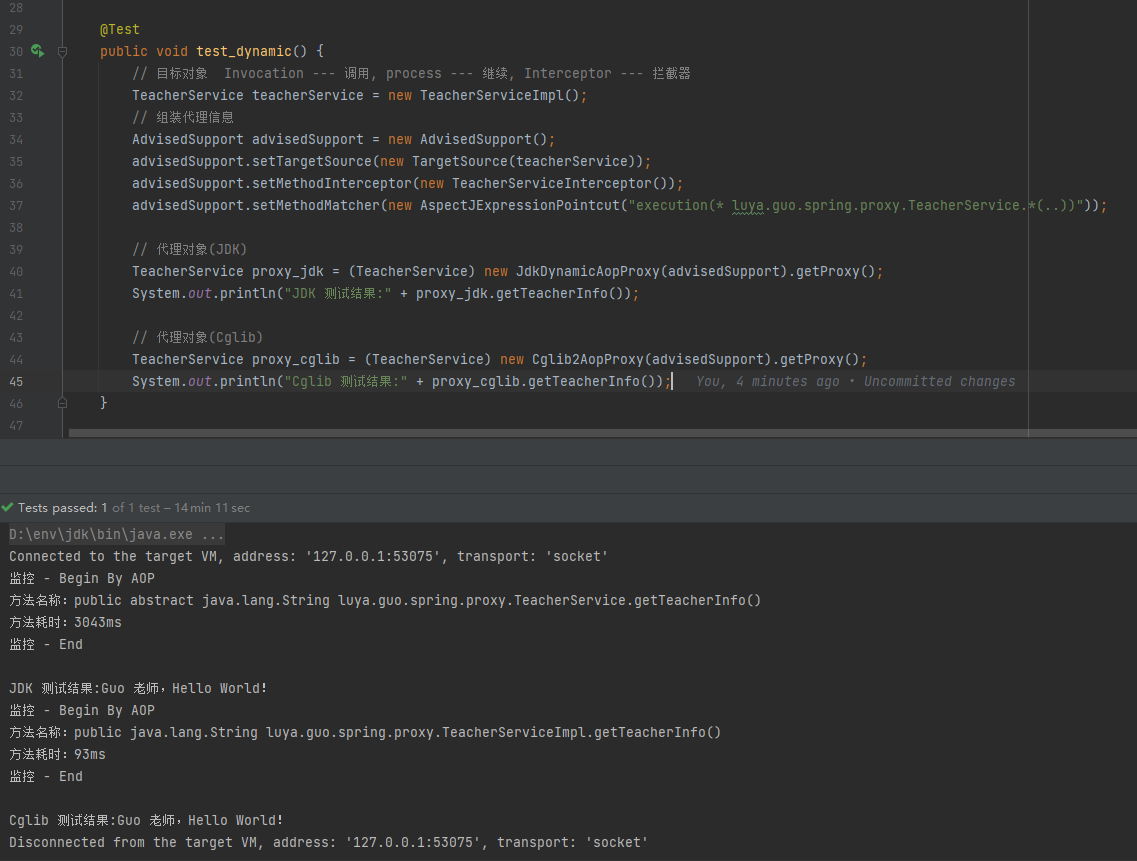 28
29 @Test
30 public void test_dynamic() {
31 // 目标对象 Invocation --- 调用, process --- 继续, Interceptor --- 拦截器
32 TeacherService teacherService = new TeacherServiceImpl();
33 // 组装代理信息
34 AdvisedSupport advisedSupport = new AdvisedSupport();
35 advisedSupport.setTargetSource(new TargetSource(teacherService));
36 advisedSupport.setMethodInterceptor(new TeacherServiceInterceptor());
37 advisedSupport.setMethodMatcher(new AspectJExpressionPointcut("execution(* luya.guo.spring.proxy.TeacherService.*(..))"));
38
39 // 代理对象(JDK)
40 TeacherService proxy_jdk = (TeacherService) new JdkDynamicAopProxy(advisedSupport).getProxy();
41 System.out.println("JDK 测试结果:" + proxy_jdk.getTeacherInfo());
42
43 // 代理对象(Cglib)
44 TeacherService proxy_cglib = (TeacherService) new Cglib2AopProxy(advisedSupport).getProxy();
45 System.out.println("Cglib 测试结果:" + proxy_cglib.getTeacherInfo()); You, 4 minutes ago • Uncommitted changes
46 }
47
Tests passed: 1 of 1 test – 14 min 11 sec
D:\env\jdk\bin\java.exe ...
Connected to the target VM, address: '127.0.0.1:53075', transport: 'socket'
监控 - Begin By AOP
方法名称：public abstract java.lang.String luya.guo.spring.proxy.TeacherService.getTeacherInfo()
方法耗时：3043ms
监控 - End
JDK 测试结果:Guo 老师，Hello World!
监控 - Begin By AOP
方法名称：public java.lang.String luya.guo.spring.proxy.TeacherServiceImpl.getTeacherInfo()
方法耗时：93ms
监控 - End
Cglib 测试结果:Guo 老师，Hello World!
Disconnected from the target VM, address: '127.0.0.1:53075', transport: 'socket'